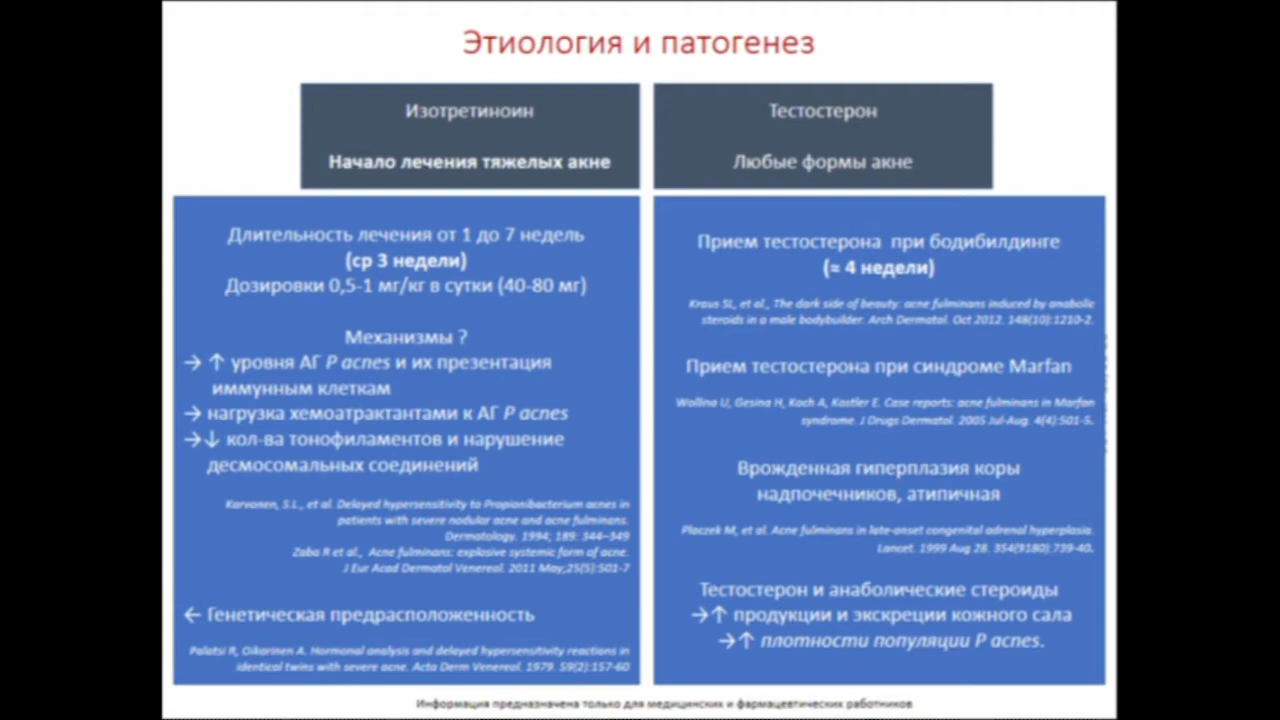 Этиология и патогенез
Изотретиноин
Начало лечения тяжелых акне
Тестостерон
Любые формы акне
Длительность лечения от 1 до 7 недель
(ср 3 недели)
Дозировки 0,5-1 мг/кг в сутки (40-80 мг)
Механизмы ?
→ ↑ уровня АГ P acnes и их презентация
иммунным клеткам
→ нагрузка хемоатрактантами к АГ P acnes
→↓ кол-ва тонофиламентов и нарушение
десмосомальных соединений
Karvonen, S.L., et al. Delayed hypersensitivity to Propionibacterium acnes in
patients with severe nodular acne and acne fulminans.
Dermatology. 1994; 189: 344–349
Zaba R et al., Acne fulminans: explosive systemic form of acne.
J Eur Acad Dermatol Venereol. 2011 May;25(5):501-7
← Генетическая предрасположенность
Palatsi R, Oikarinen A. Hormonal analysis and delayed hypersensitivity reactions in
identical twins with severe acne. Acta Derm Venereol. 1979. 59(2):157-60
Прием тестостерона при бодибилдинге
(≈ 4 недели)
Kraus SL, et al., The dark side of beauty: acne fulminans induced by anabolic
steroids in a male bodybuilder. Arch Dermatol. Oct 2012. 148(10):1210-2.
Прием тестостерона при синдроме Marfan
Wollina U, Gesina H, Koch A, Kostler E. Case reports: acne fulminans in Marfan
syndrome. J Drugs Dermatol. 2005 Jul-Aug. 4(4):501-5.
Врожденная гиперплазия коры
надпочечников, атипичная
Placzek M, et al. Acne fulminans in late-onset congenital adrenal hyperplasia.
Lancet. 1999 Aug 28. 354(9180):739-40.
Тестостерон и анаболические стероиды
→↑ продукции и экскреции кожного сала
→↑ плотности популяции P acnes.
Информация предназначена только для медицинских и фармацевтических работников